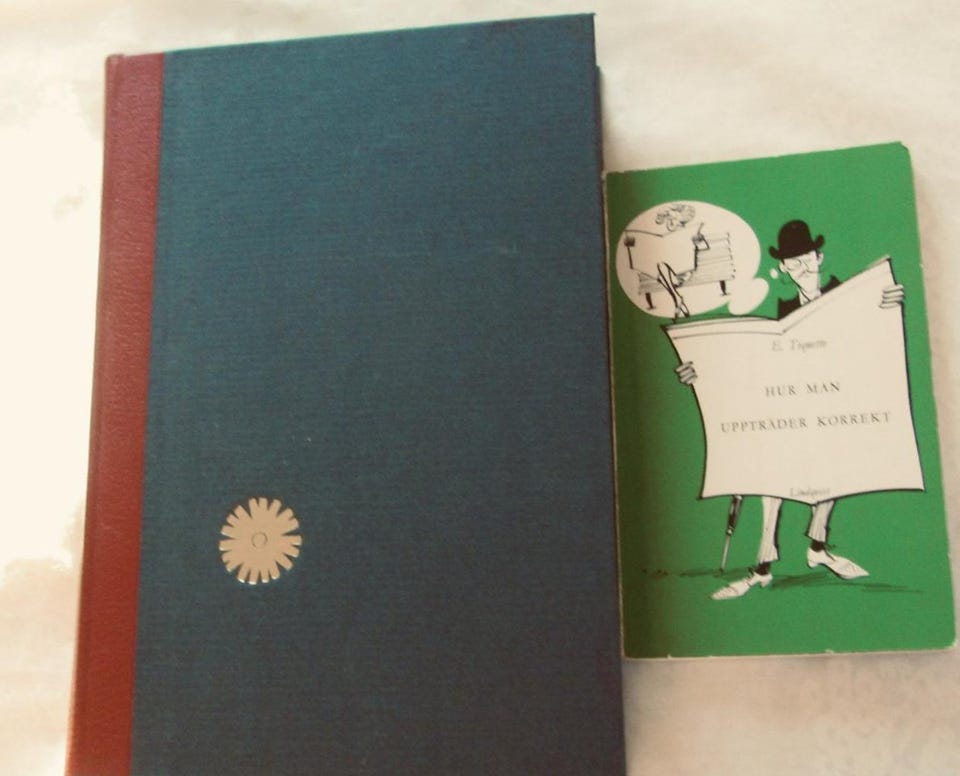 E. Tiquette
HUR MAN
UPPTRÄDER KORREKT
Lindqvist